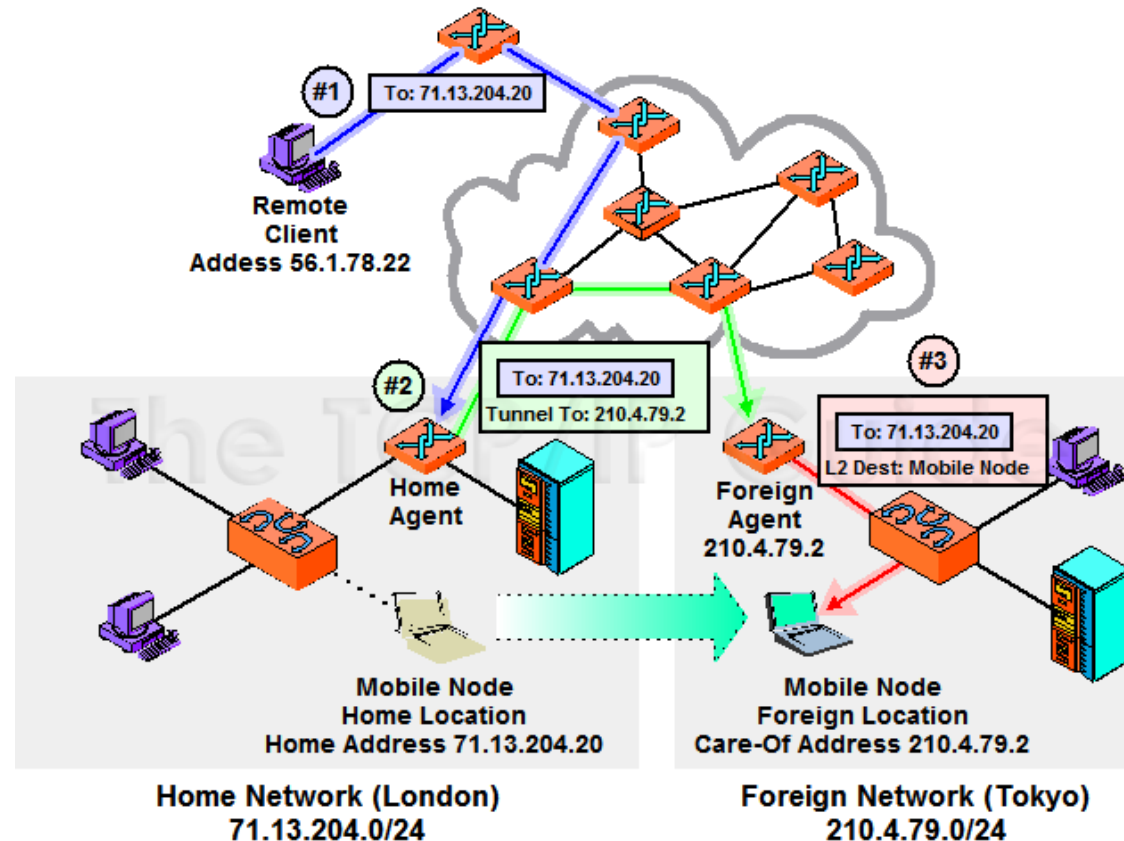 #1
To: 71.13.204.20
Remote
Client
Addess 56.1.78.22
#2
To: 71.13.204.20
Tunnel To: 210.4.79.2
#3
To: 71.13.204.20
L2 Dest: Mobile Node
The TCP/IP Guide
Home
Agent
Foreign
Agent
210.4.79.2
Mobile Node
Home Location
Home Address 71.13.204.20
Mobile Node
Foreign Location
Care-Of Address 210.4.79.2
Home Network (London)
71.13.204.0/24
Foreign Network (Tokyo)
210.4.79.0/24